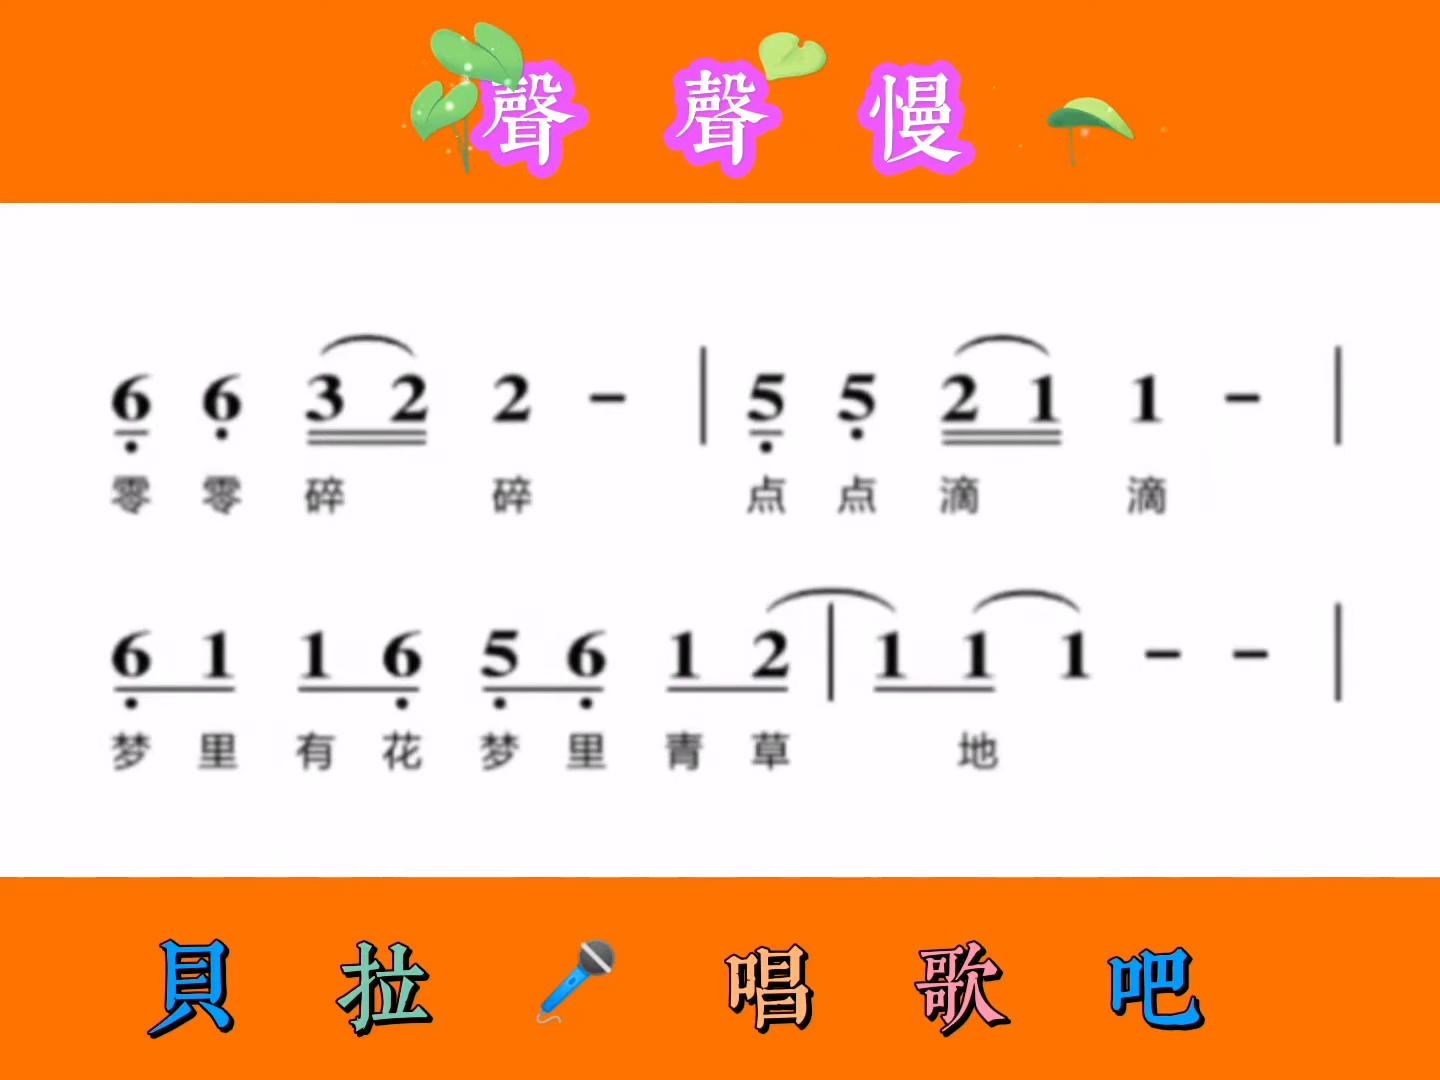 聲聲慢
6 6 3 2 2 - | 5 5 2 1 1 - |
零零碎碎点点滴滴
6 1 1 6 5 6 1 2 | 1 1 1 - - |
梦里有花梦里青草地
貝拉唱歌吧